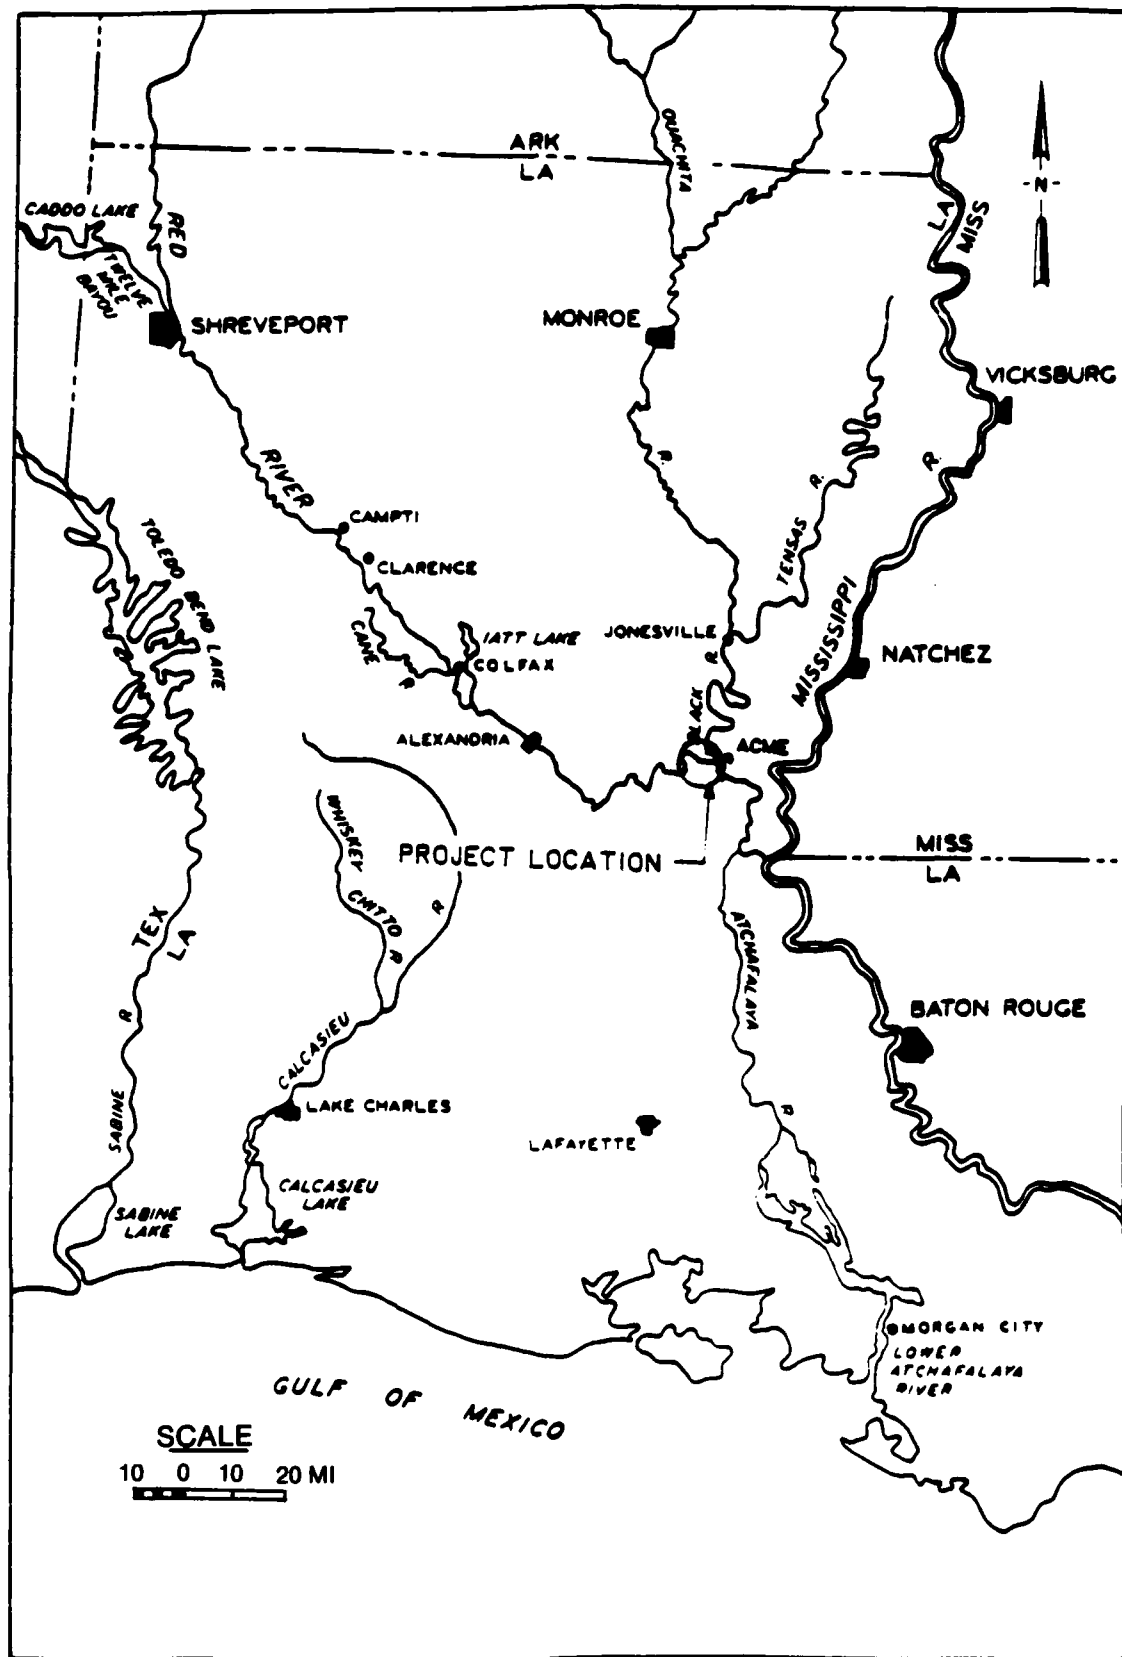 ARK
LA
OUACHITA
-N-
CADDO LAKE
RED
LA
MISS
TWELVE
MILE
BAYOU
SHREVEPORT
MONROE
VICKSBURG
RIVER
R.
R.
R.
CAMPTI
TOLEDO BEND LAKE
CLARENCE
TENSAS
MISSISSIPPI
CANE
R
IATT LAKE
JONESVILLE
R.
NATCHEZ
COLFAX
BLACK
ALEXANDRIA
ACME
WHISKEY
CHITTO R
PROJECT LOCATION
MISS
LA
R
TEX
LA
ATCHAFALAYA
R
BATON ROUGE
CALCASIEU
SABINE
R
LAKE CHARLES
LAFAYETTE
CALCASIEU
LAKE
SABINE
LAKE
MORGAN CITY
LOWER
ATCHAFALAYA
RIVER
GULF OF MEXICO
SCALE
10 0 10 20 MI